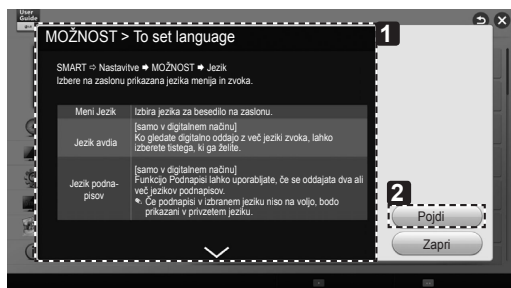 User
Guide
MOŽNOST > To set language
1
SMART ⇨ Nastavitve ➡ MOŽNOST ➡ Jezik
Izbere na zaslonu prikazana jezika menija in zvoka.
Meni Jezik
Izbira jezika za besedilo na zaslonu.
Jezik avdia
[samo v digitalnem načinu]
Ko gledate digitalno oddajo z več jeziki zvoka, lahko
izberete tistega, ki ga želite.
Jezik podna-
pisov
[samo v digitalnem načinu]
Funkcijo Podnapisi lahko uporabljate, če se oddajata dva ali
več jezikov podnapisov.
Če podnapisi v izbranem jeziku niso na voljo, bodo
prikazani v privzetem jeziku.
2
Pojdi
Zapri